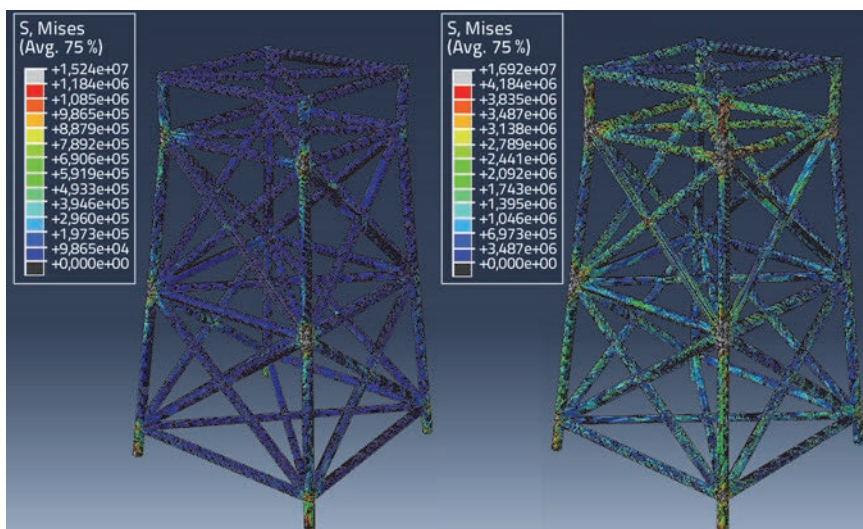 S, Mises
(Avg. 75 %)
+1,524e+07
+1,184e+06
+1,085e+06
+9,865e+05
+8,879e+05
+7,892e+05
+6,906e+05
+5,919e+05
+4,933e+05
+3,946e+05
+2,960e+05
+1,973e+05
+9,865e+04
+0,000e+00
S, Mises
(Avg. 75 %)
+1,692e+07
+4,184e+06
+3,835e+06
+3,487e+06
+3,138e+06
+2,789e+06
+2,441e+06
+2,092e+06
+1,743e+06
+1,395e+06
+1,046e+06
+6,973e+05
+3,487e+06
+0,000e+00